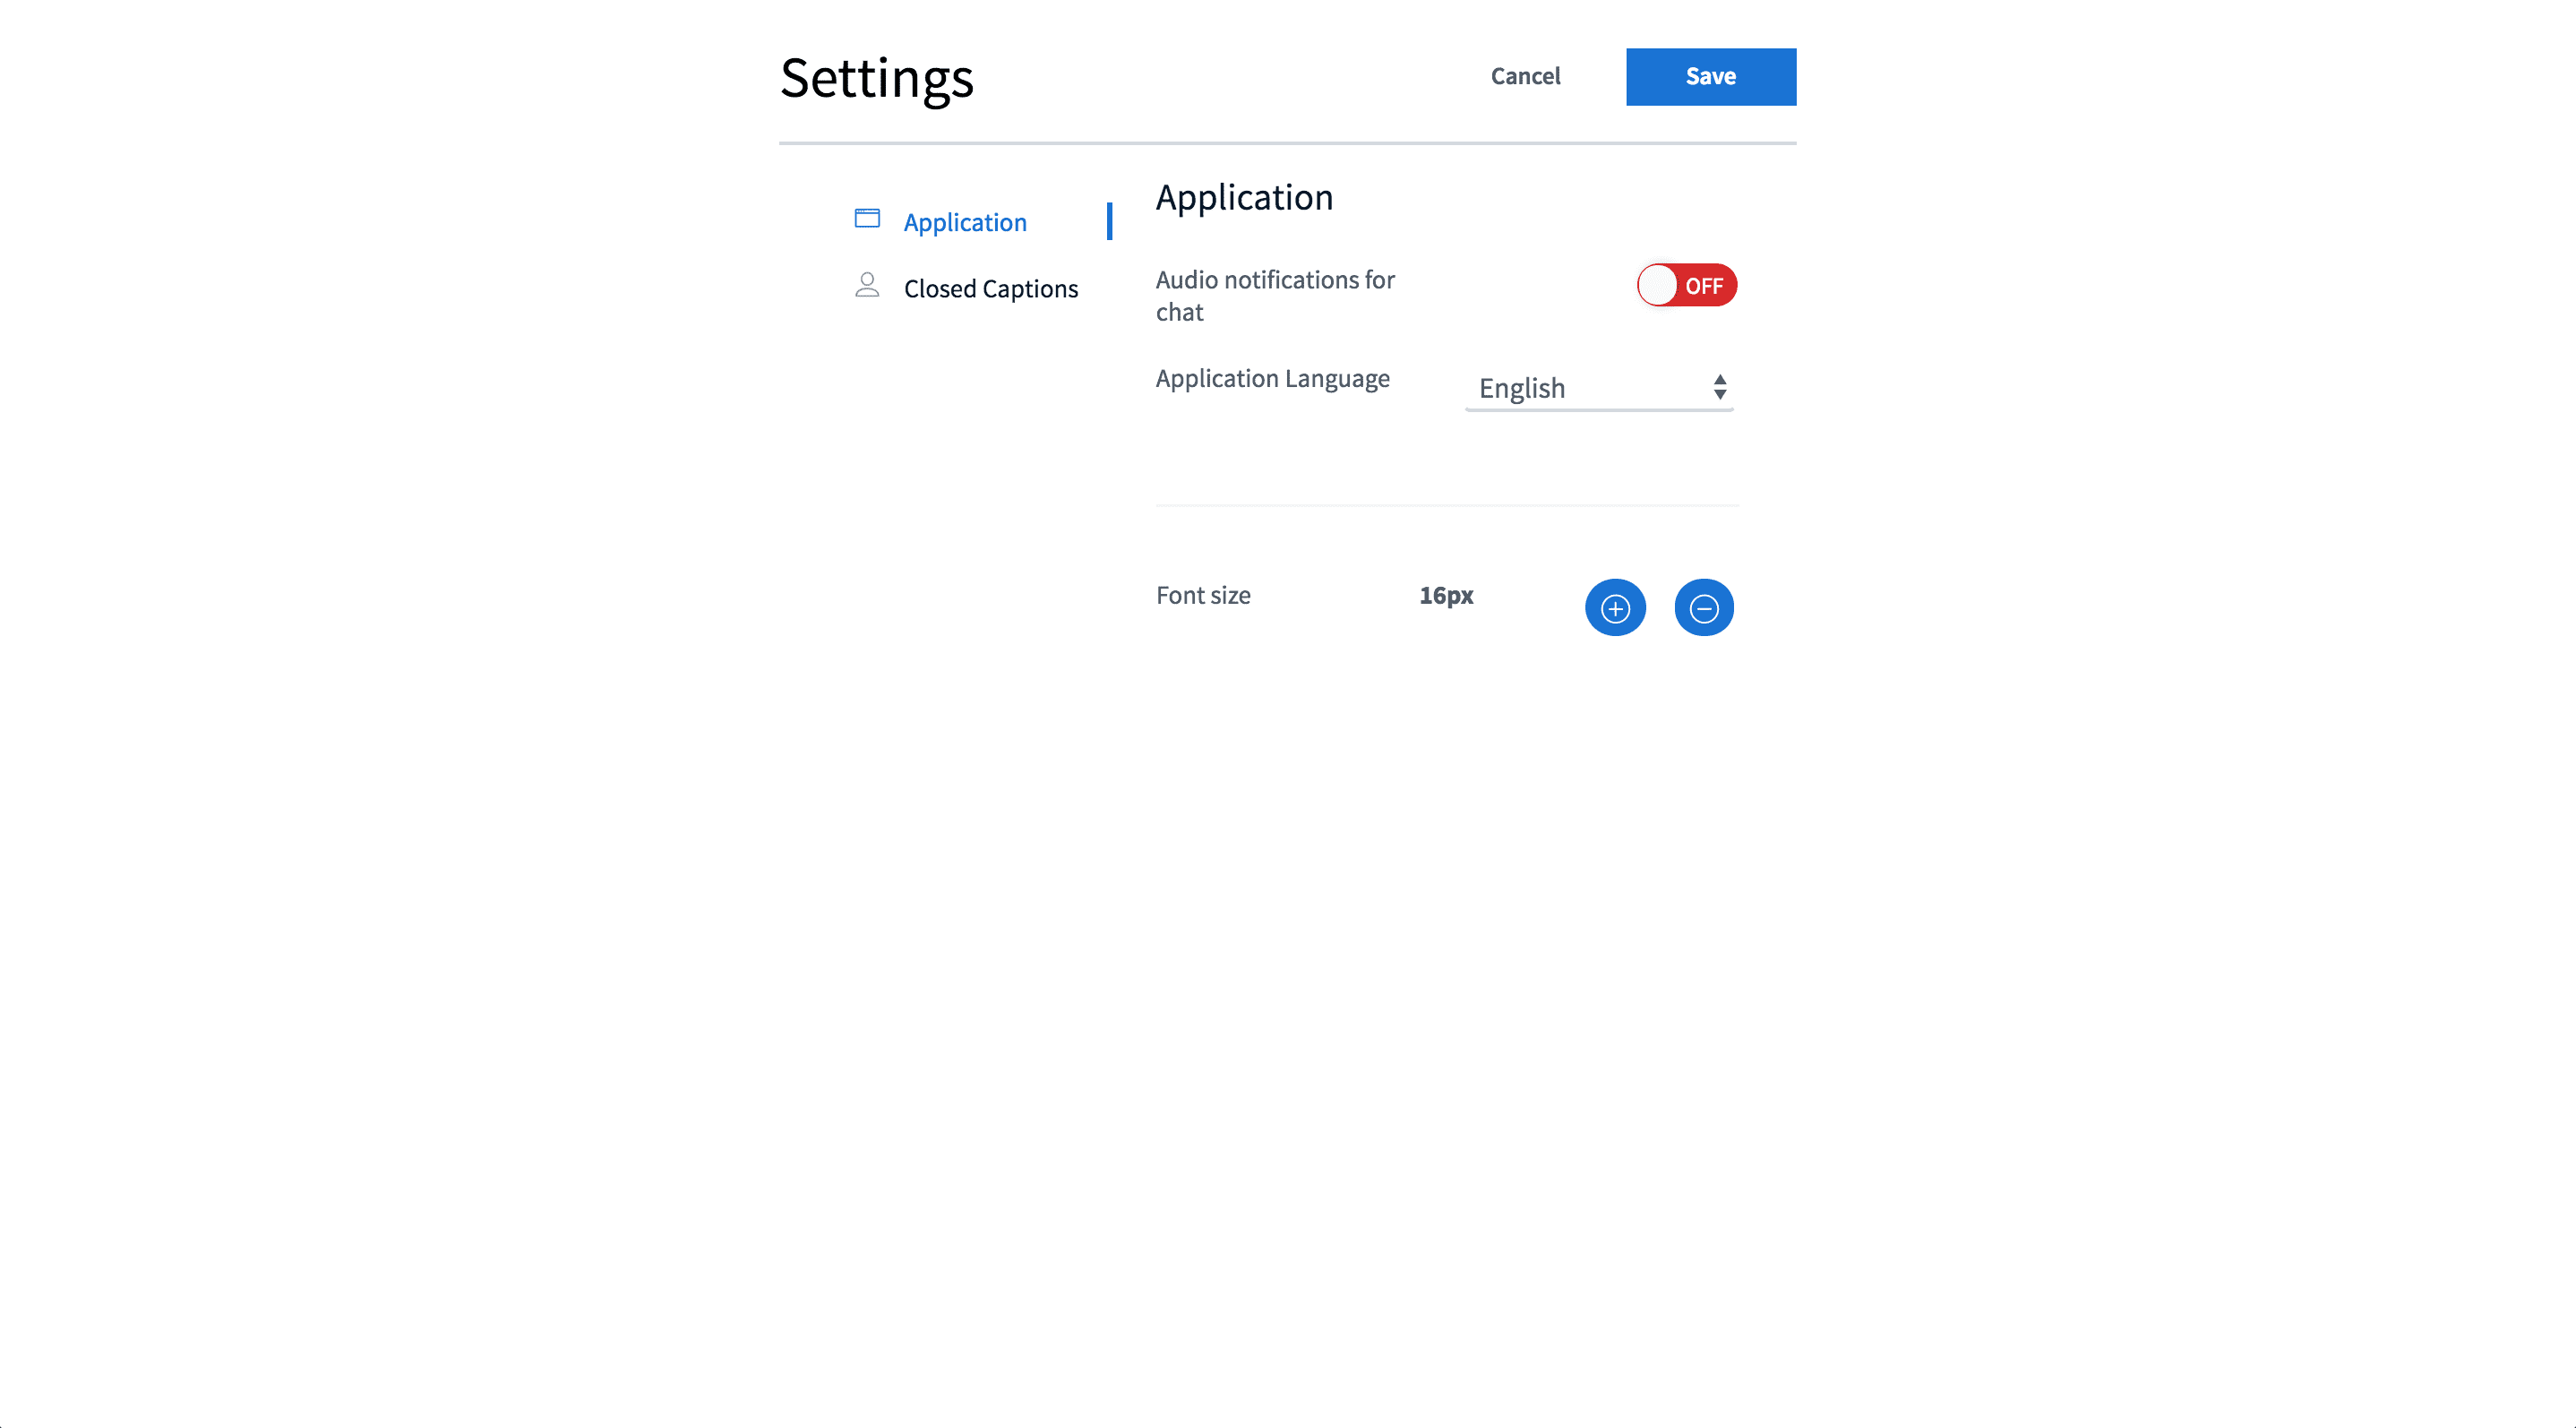 Settings
Cancel
Save
Application
Closed Captions
Application
Audio notifications for
chat
OFF
Application Language
English
Font size
16px